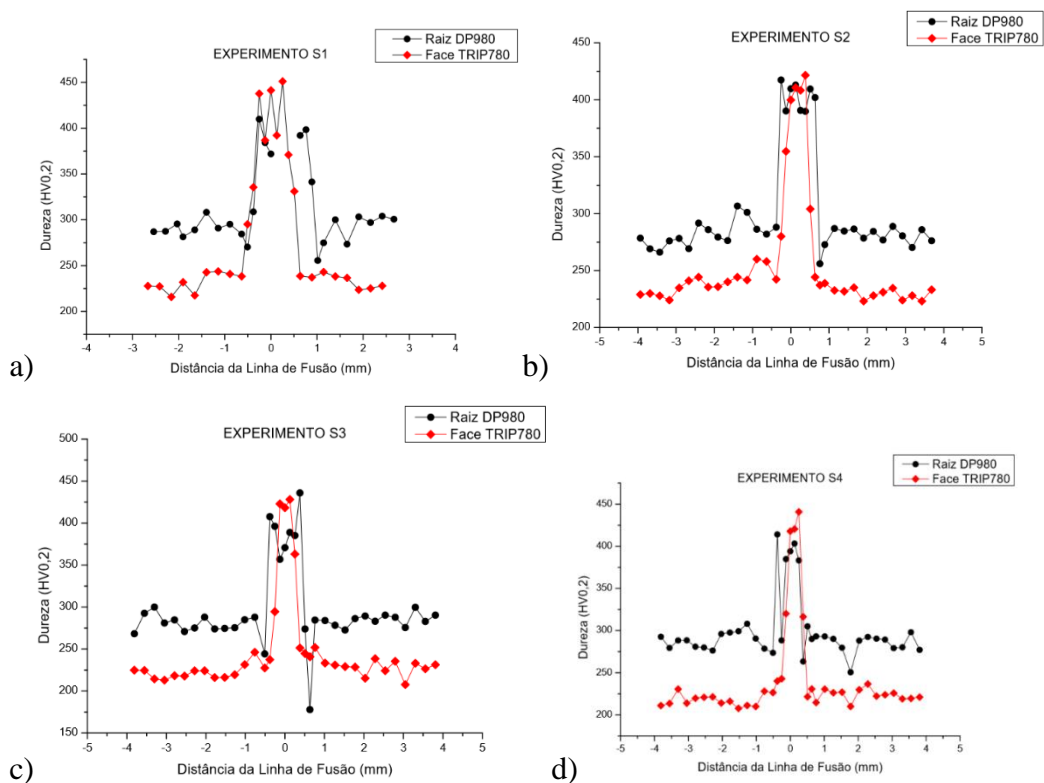 Raiz DP980
Face TRIP780
EXPERIMENTO S1
450
400
350
300
250
200
Dureza (HV0,2)
-4
-3
-2
-1
0
1
2
3
4
Distância da Linha de Fusão (mm)
a)
Raiz DP980
Face TRIP780
EXPERIMENTO S2
450
400
350
300
250
200
Dureza (HV0,2)
-5
-4
-3
-2
-1
0
1
2
3
4
5
Distância da Linha de Fusão (mm)
b)
Raiz DP980
Face TRIP780
EXPERIMENTO S3
500
450
400
350
300
250
200
150
Dureza (HV0,2)
-5
-4
-3
-2
-1
0
1
2
3
4
5
Distância da Linha de Fusão (mm)
c)
Raiz DP980
Face TRIP780
EXPERIMENTO S4
450
400
350
300
250
200
Dureza (HV0,2)
-5
-4
-3
-2
-1
0
1
2
3
4
5
Distância da Linha de Fusão (mm)
d)